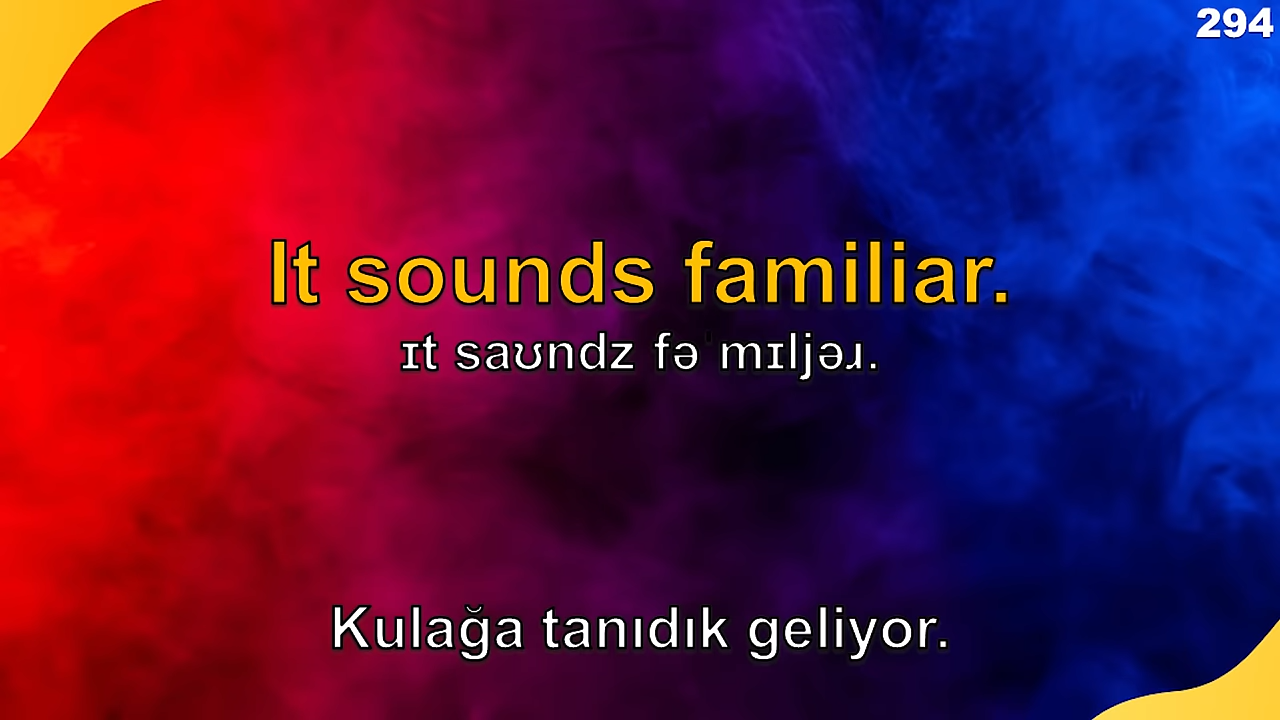 294
It sounds familiar.
ɪt saʊndz fəˈmɪljəɹ.
Kulağa tanıdık geliyor.